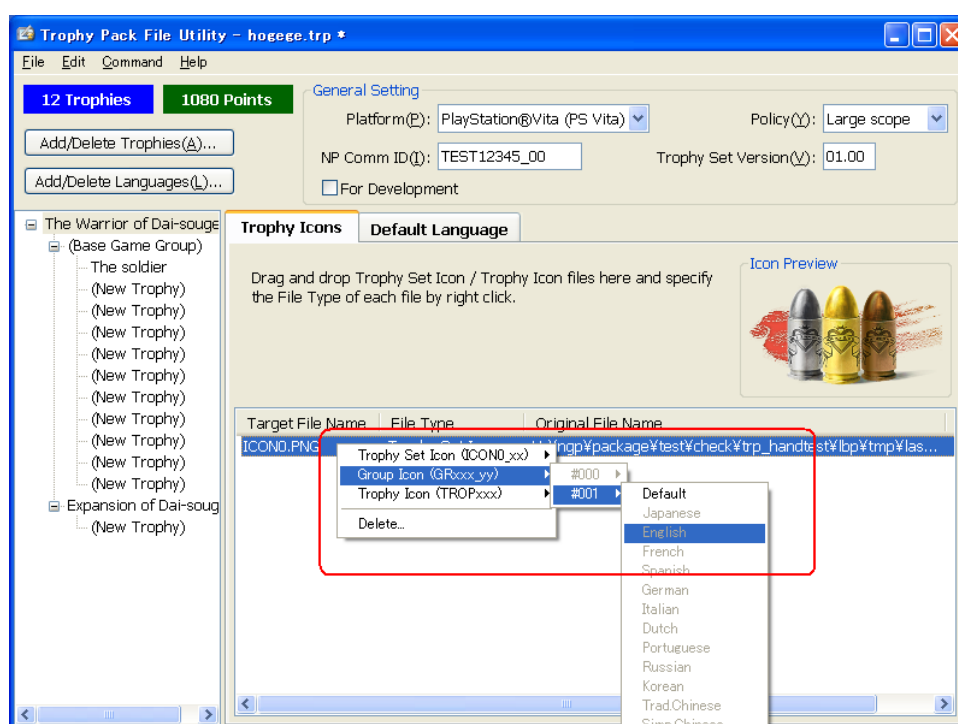 Trophy Pack File Utility - hogege.trp *
File Edit Command Help
12 Trophies 1080 Points
General Setting
Platform(P): PlayStation®Vita (PS Vita) Policy(Y): Large scope
Add/Delete Trophies(A)...
NP Comm ID(I): TEST12345_00 Trophy Set Version(V): 01.00
Add/Delete Languages(L)...
For Development
The Warrior of Dai-souge
(Base Game Group)
The soldier
(New Trophy)
(New Trophy)
(New Trophy)
(New Trophy)
(New Trophy)
(New Trophy)
(New Trophy)
(New Trophy)
(New Trophy)
(New Trophy)
Expansion of Dai-soug
(New Trophy)
Trophy Icons Default Language
Drag and drop Trophy Set Icon / Trophy Icon files here and specify
the File Type of each file by right click.
Icon Preview
Target File Name File Type Original File Name
ICON0.PNG ngp¥package¥test¥check¥trp_handtest¥lbp¥tmp¥las...
Trophy Set Icon (ICON0_xx)
Group Icon (GRxxx_yy)
Trophy Icon (TROPxxx)
Delete...
#000
#001
Default
Japanese
English
French
Spanish
German
Italian
Dutch
Portuguese
Russian
Korean
Trad.Chinese
Simp.Chinese